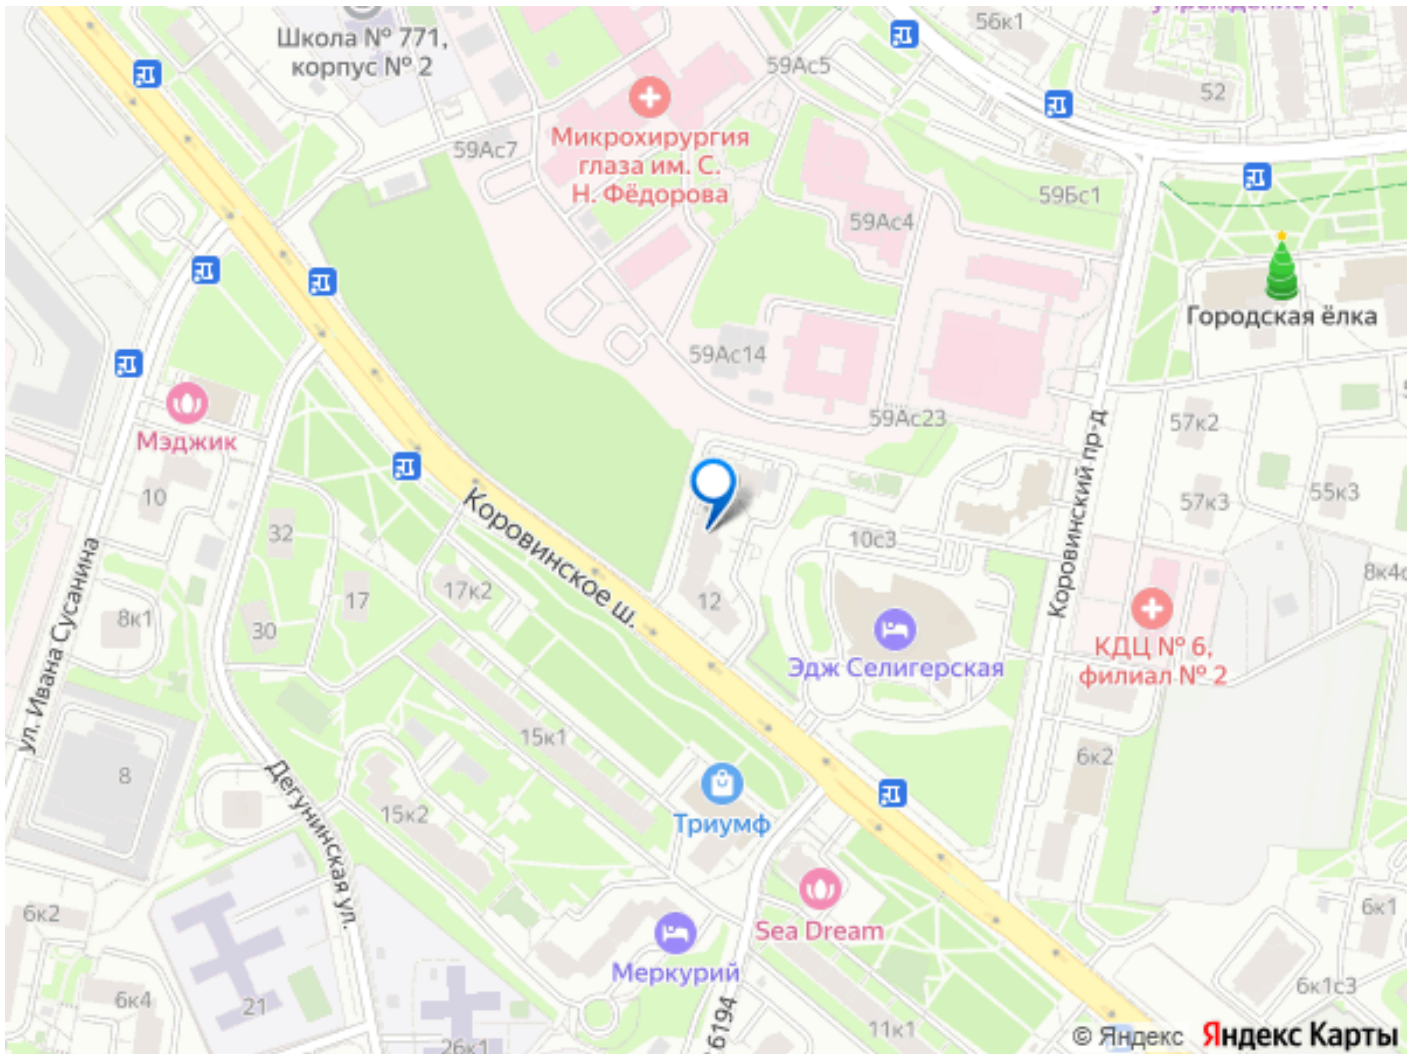 56к1
Школа № 771,
корпус № 2
59Ас5
52
Микрохирургия
глаза им. С.
Н. Фёдорова
59Ас7
59Бс1
59Ас4
Городская ёлка
59Ас14
59Ас23
Мэджик
57к2
10
57к3
55к3
Коровинское ш.
Коровинский пр-д
32
10с3
17к2
17
12
8к1
30
ул. Ивана Сусанина
Эдж Селигерская
КДЦ № 6,
филиал № 2
15к1
6к2
8
Дегунинская ул.
15к2
Триумф
Sea Dream
6к2
6к1
Меркурий
6к4
21
6к1с3
26к1
11к1
© Яндекс Яндекс Карты